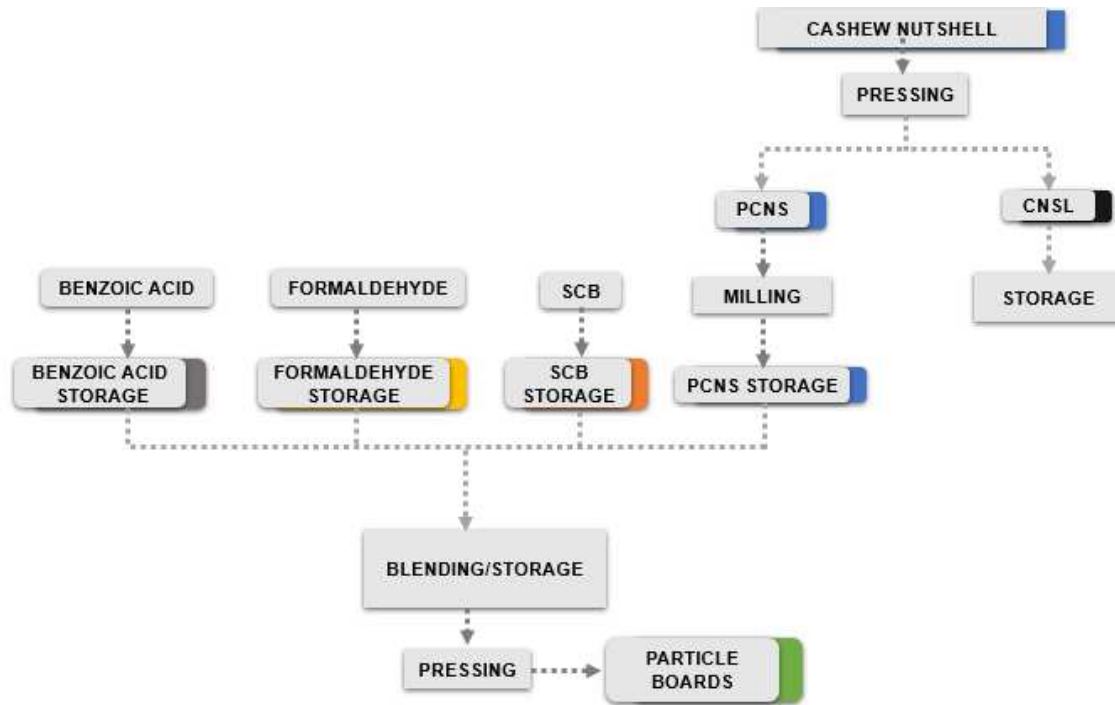 CASHEW NUTSHELL
PRESSING
PCNS
CNSL
BENZOIC ACID
FORMALDEHYDE
SCB
MILLING
STORAGE
BENZOIC ACID
STORAGE
FORMALDEHYDE
STORAGE
SCB
STORAGE
PCNS STORAGE
BLENDING/STORAGE
PRESSING
PARTICLE
BOARDS